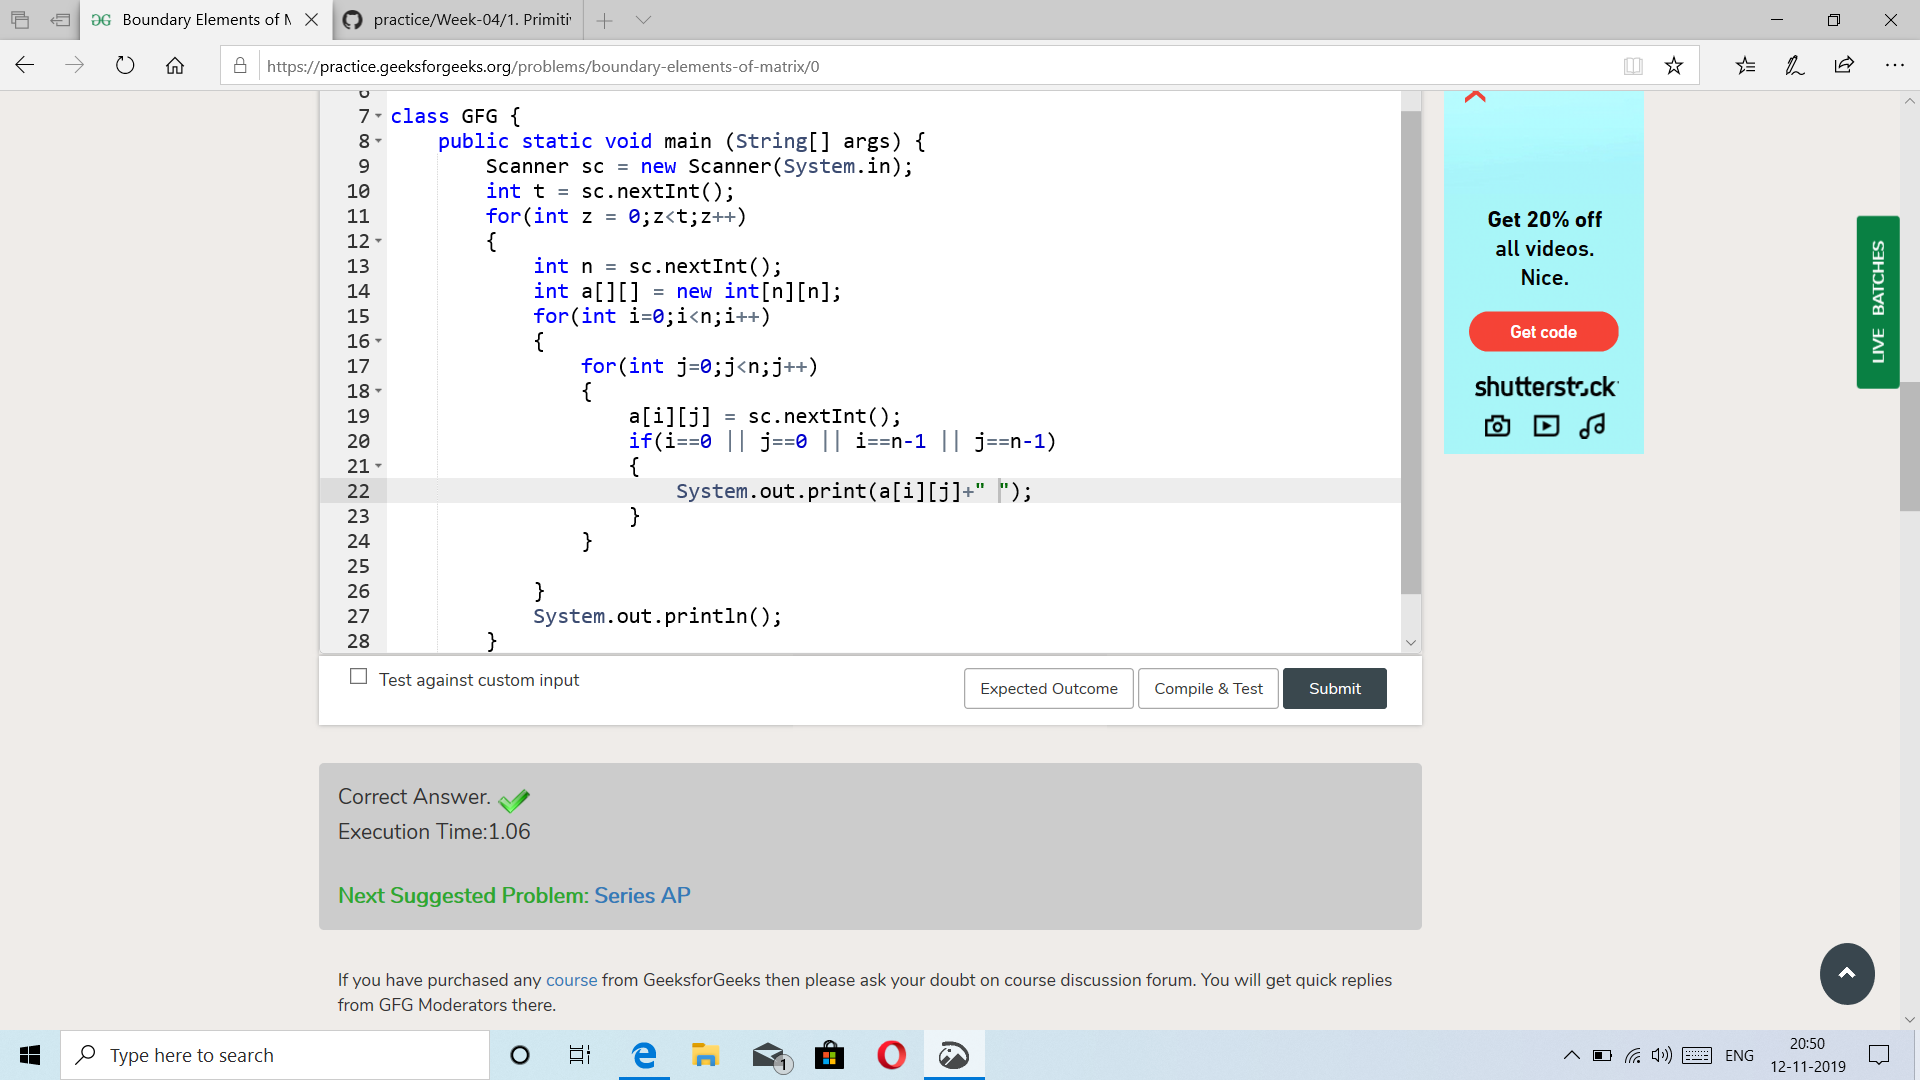 Boundary Elements of M
practice/Week-04/1. Primitiv
https://practice.geeksforgeeks.org/problems/boundary-elements-of-matrix/0
6
7 class GFG {
8 public static void main (String[] args) {
9 Scanner sc = new Scanner(System.in);
10 int t = sc.nextInt();
11 for(int z = 0;z<t;z++)
12 {
13 int n = sc.nextInt();
14 int a[][] = new int[n][n];
15 for(int i=0;i<n;i++)
16 {
17 for(int j=0;j<n;j++)
18 {
19 a[i][j] = sc.nextInt();
20 if(i==0 || j==0 || i==n-1 || j==n-1)
21 {
22 System.out.print(a[i][j]+" ");
23 }
24 }
25
26 }
27 System.out.println();
28 }
Test against custom input
Expected Outcome
Compile & Test
Submit
Correct Answer.
Execution Time:1.06
Next Suggested Problem: Series AP
If you have purchased any course from GeeksforGeeks then please ask your doubt on course discussion forum. You will get quick replies
from GFG Moderators there.
Get 20% off
all videos.
Nice.
Get code
shutterstock
LIVE BATCHES
Type here to search
1
ENG
20:50
12-11-2019